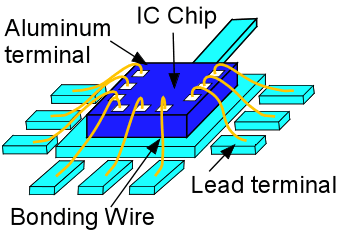 IC Chip
Aluminum
terminal
Lead terminal
Bonding Wire